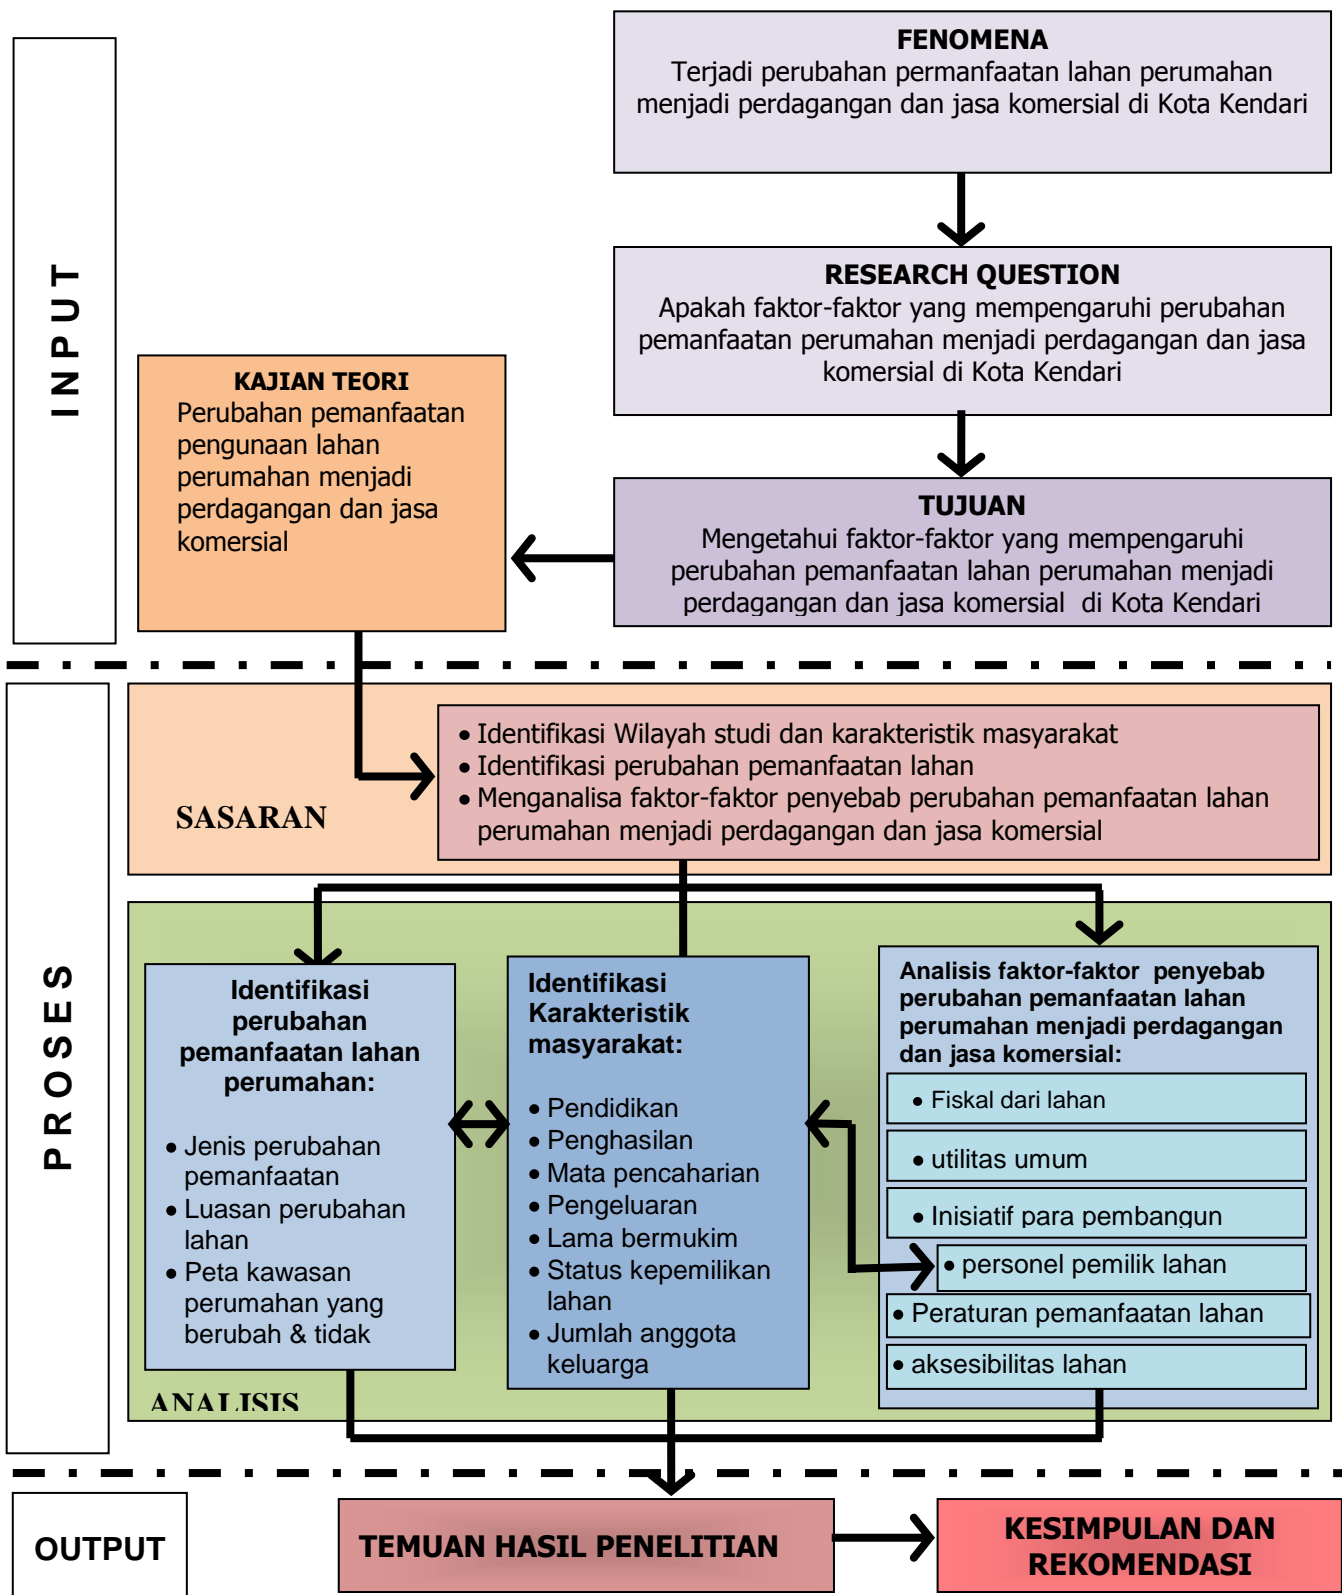 INPUT
FENOMENA
Terjadi perubahan permanfaatan lahan perumahan
menjadi perdagangan dan jasa komersial di Kota Kendari
RESEARCH QUESTION
Apakah faktor-faktor yang mempengaruhi perubahan
pemanfaatan perumahan menjadi perdagangan dan jasa
komersial di Kota Kendari
TUJUAN
Mengetahui faktor-faktor yang mempengaruhi
perubahan pemanfaatan lahan perumahan menjadi
perdagangan dan jasa komersial di Kota Kendari
KAJIAN TEORI
Perubahan pemanfaatan
pengunaan lahan
perumahan menjadi
perdagangan dan jasa
komersial
PROSES
SASARAN
• Identifikasi Wilayah studi dan karakteristik masyarakat
• Identifikasi perubahan pemanfaatan lahan
• Menganalisa faktor-faktor penyebab perubahan pemanfaatan lahan
perumahan menjadi perdagangan dan jasa komersial
Identifikasi
perubahan
pemanfaatan lahan
perumahan:
• Jenis perubahan
pemanfaatan
• Luasan perubahan
lahan
• Peta kawasan
perumahan yang
berubah & tidak
Identifikasi
Karakteristik
masyarakat:
• Pendidikan
• Penghasilan
• Mata pencaharian
• Pengeluaran
• Lama bermukim
• Status kepemilikan
lahan
• Jumlah anggota
keluarga
Analisis faktor-faktor penyebab
perubahan pemanfaatan lahan
perumahan menjadi perdagangan
dan jasa komersial:
• Fiskal dari lahan
• utilitas umum
• Inisiatif para pembangun
• personel pemilik lahan
• Peraturan pemanfaatan lahan
• aksesibilitas lahan
ANALISIS
OUTPUT
TEMUAN HASIL PENELITIAN
KESIMPULAN DAN
REKOMENDASI